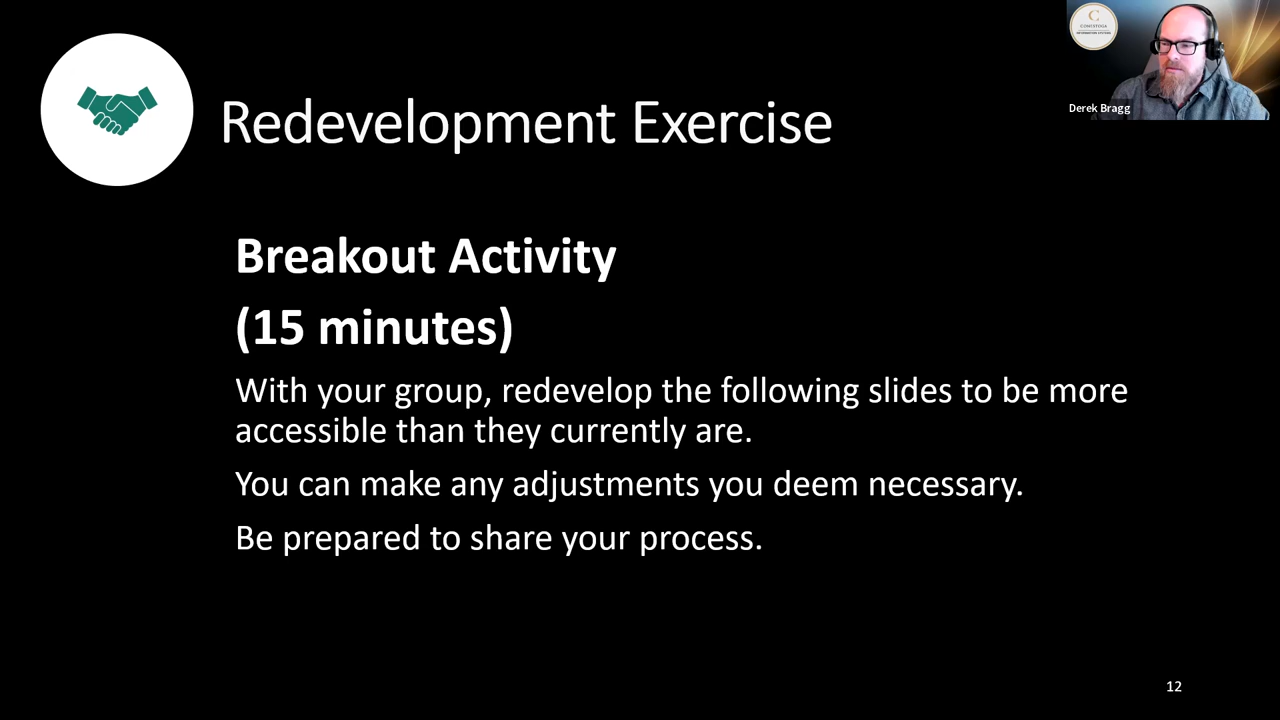 Redevelopment Exercise
Breakout Activity
(15 minutes)
With your group, redevelop the following slides to be more
accessible than they currently are.
You can make any adjustments you deem necessary.
Be prepared to share your process.
12
C
Derek Bragg